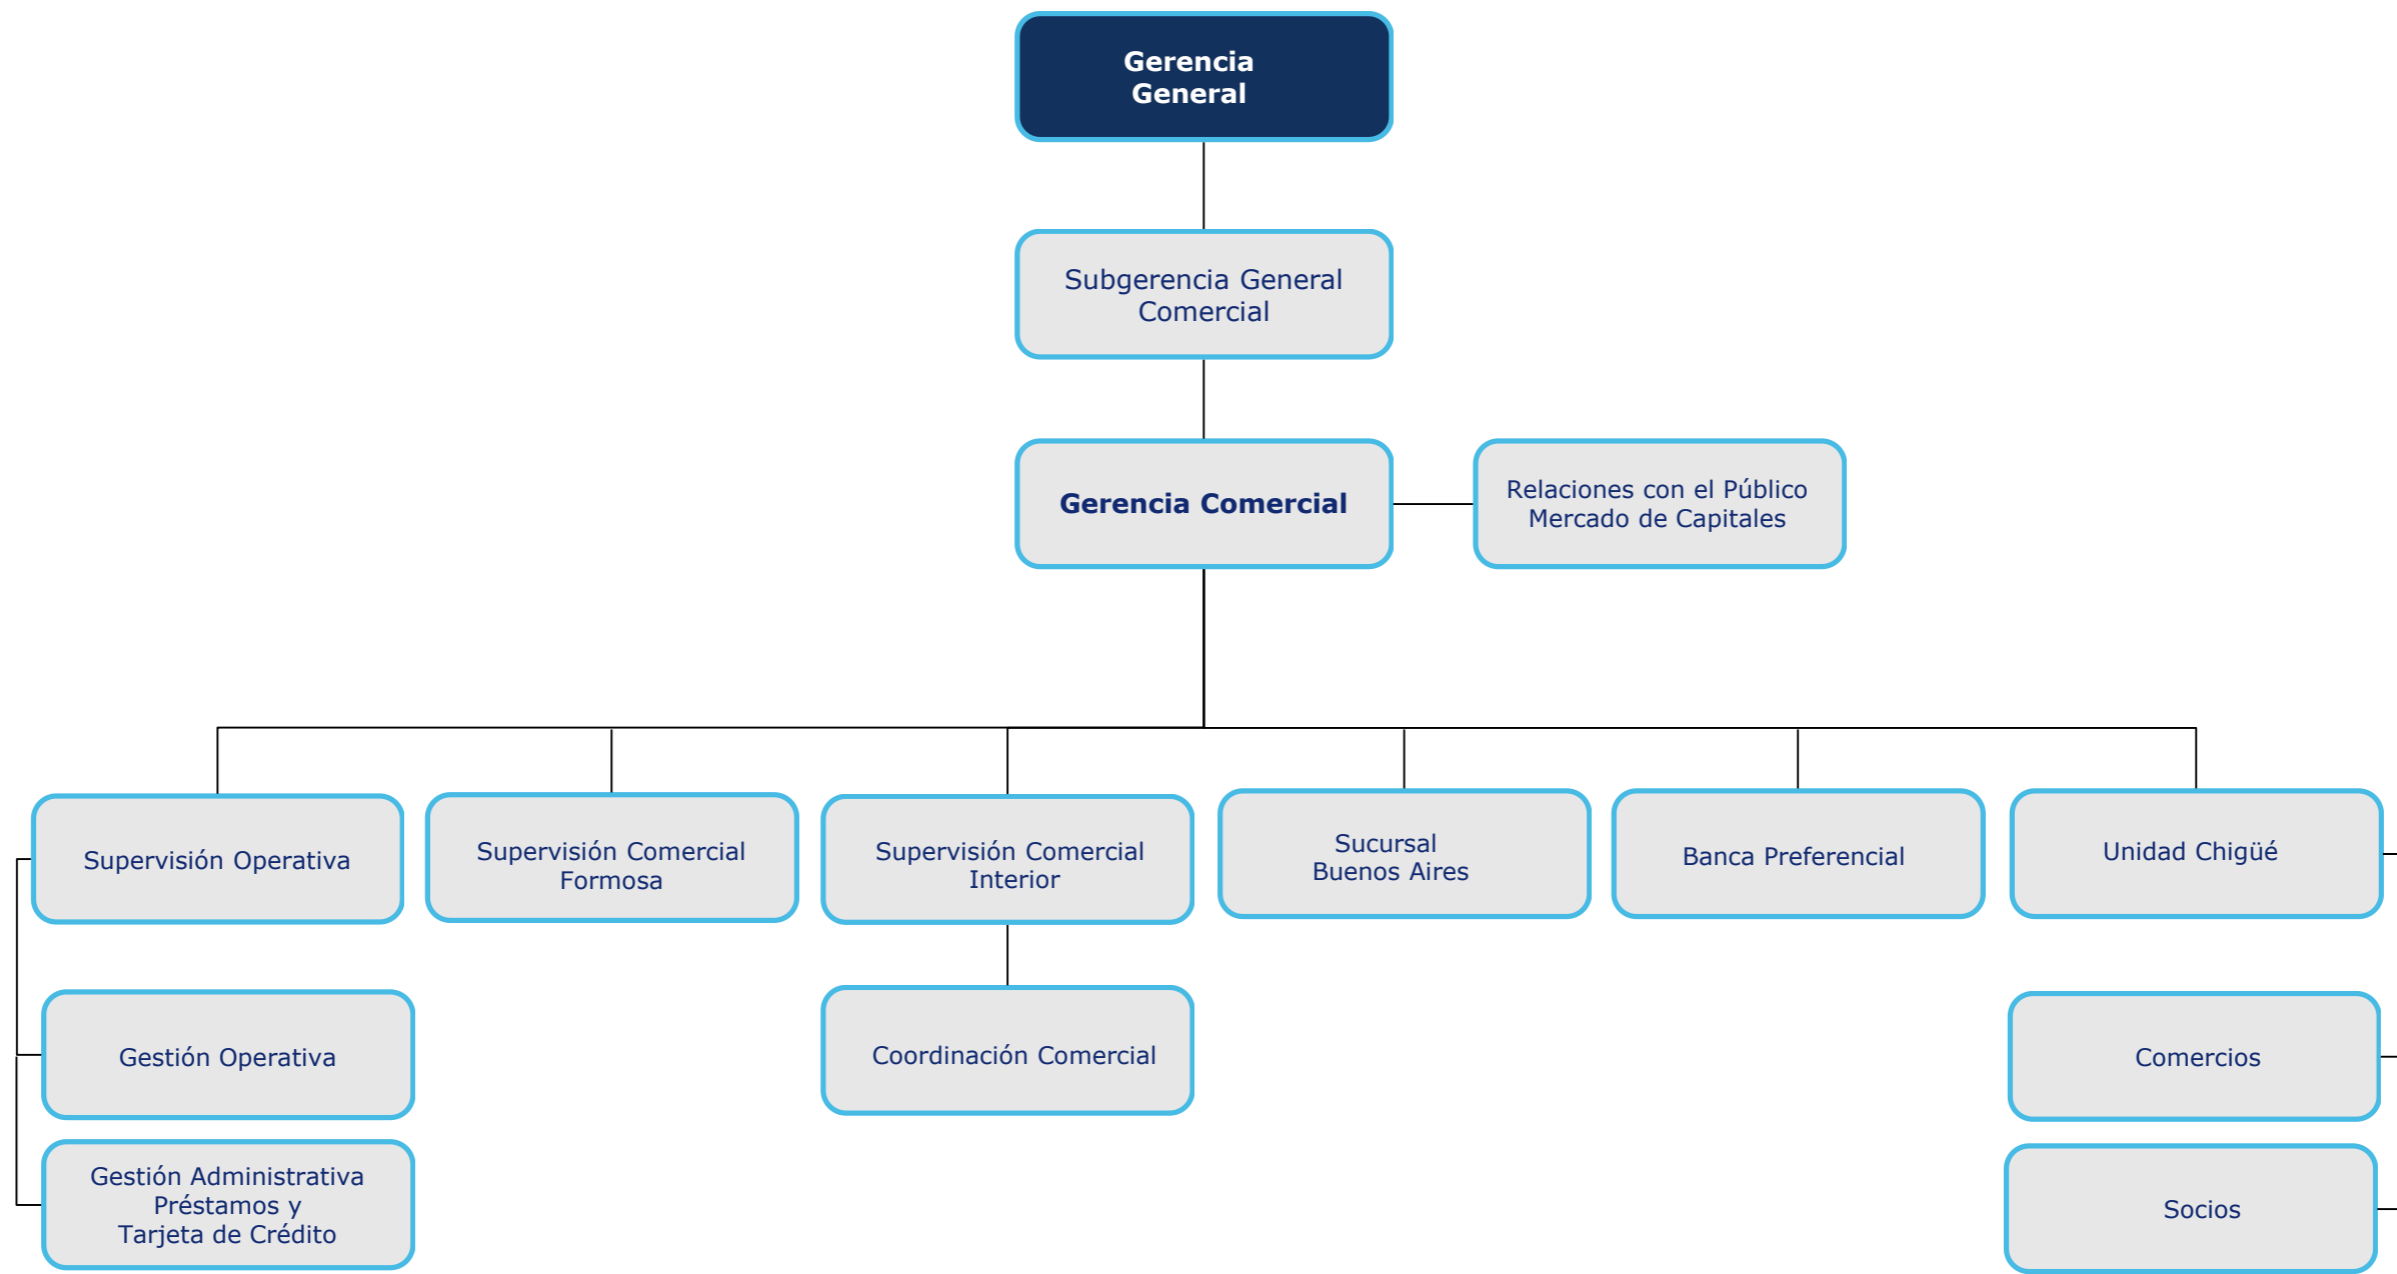 Gerencia
General
Subgerencia General
Comercial
Gerencia Comercial
Relaciones con el Público
Mercado de Capitales
Supervisión Operativa
Supervisión Comercial
Formosa
Supervisión Comercial
Interior
Sucursal
Buenos Aires
Banca Preferencial
Unidad Chigüé
Gestión Operativa
Coordinación Comercial
Comercios
Gestión Administrativa
Préstamos y
Tarjeta de Crédito
Socios